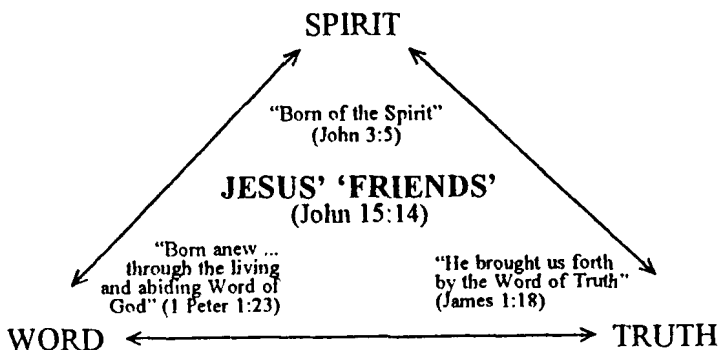 SPIRIT
“Born of the Spirit”
(John 3:5)
JESUS’ ‘FRIENDS’
(John 15:14)
“Born anew ...
through the living
and abiding Word of
God” (1 Peter 1:23)
“He brought us forth
by the Word of Truth”
(James 1:18)
WORD
TRUTH